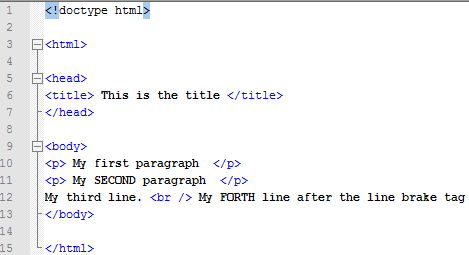 1 <!doctype html>
2
3 <html>
4
5 <head>
6 <title> This is the title </title>
7 </head>
8
9 <body>
10 <p> My first paragraph  </p>
11 <p> My SECOND paragraph  </p>
12 My third line. <br /> My FORTH line after the line brake tag
13 </body>
14
15 </html>